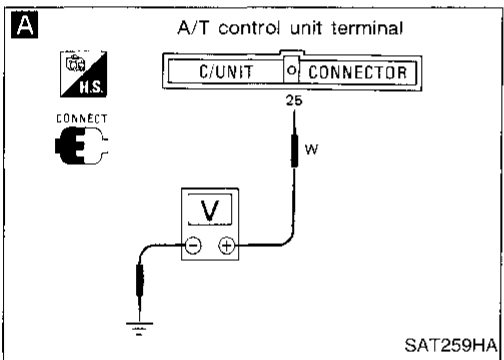 A
A/T control unit terminal
H.S.
C/UNIT CONNECTOR
CONNECT
25
W
V
SAT259HA